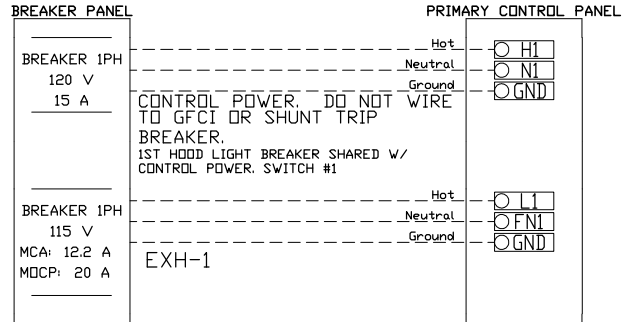 BREAKER PANEL
PRIMARY CONTROL PANEL
BREAKER 1PH
120 V
15 A
Hot
Neutral
Ground
H1
N1
GND
CONTROL POWER. DO NOT WIRE
TO GFCI OR SHUNT TRIP
BREAKER.
1ST HOOD LIGHT BREAKER SHARED W/
CONTROL POWER. SWITCH #1
BREAKER 1PH
115 V
MCA: 12.2 A
MOCP: 20 A
Hot
Neutral
Ground
L1
FN1
GND
EXH-1